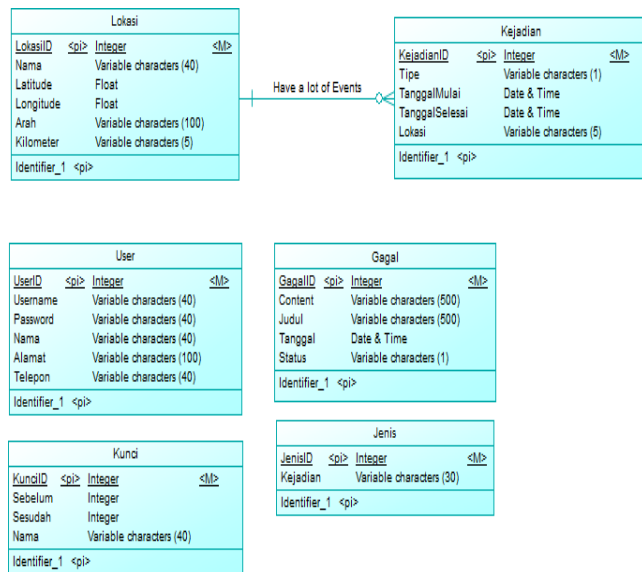 Lokasi
LokasiID <pi> Integer <M>
Nama Variable characters (40)
Latitude Float
Longitude Float
Arah Variable characters (100)
Kilometer Variable characters (5)
Identifier_1 <pi>
Have a lot of Events
Kejadian
KejadianID <pi> Integer <M>
Tipe Variable characters (1)
TanggalMulai Date & Time
TanggalSelesai Date & Time
Lokasi Variable characters (5)
Identifier_1 <pi>
User
UserID <pi> Integer <M>
Username Variable characters (40)
Password Variable characters (40)
Nama Variable characters (40)
Alamat Variable characters (100)
Telepon Variable characters (40)
Identifier_1 <pi>
Gagal
GagalID <pi> Integer <M>
Content Variable characters (500)
Judul Variable characters (500)
Tanggal Date & Time
Status Variable characters (1)
Identifier_1 <pi>
Kunci
KunciID <pi> Integer <M>
Sebelum Integer
Sesudah Integer
Nama Variable characters (40)
Identifier_1 <pi>
Jenis
JenisID <pi> Integer <M>
Kejadian Variable characters (30)
Identifier_1 <pi>